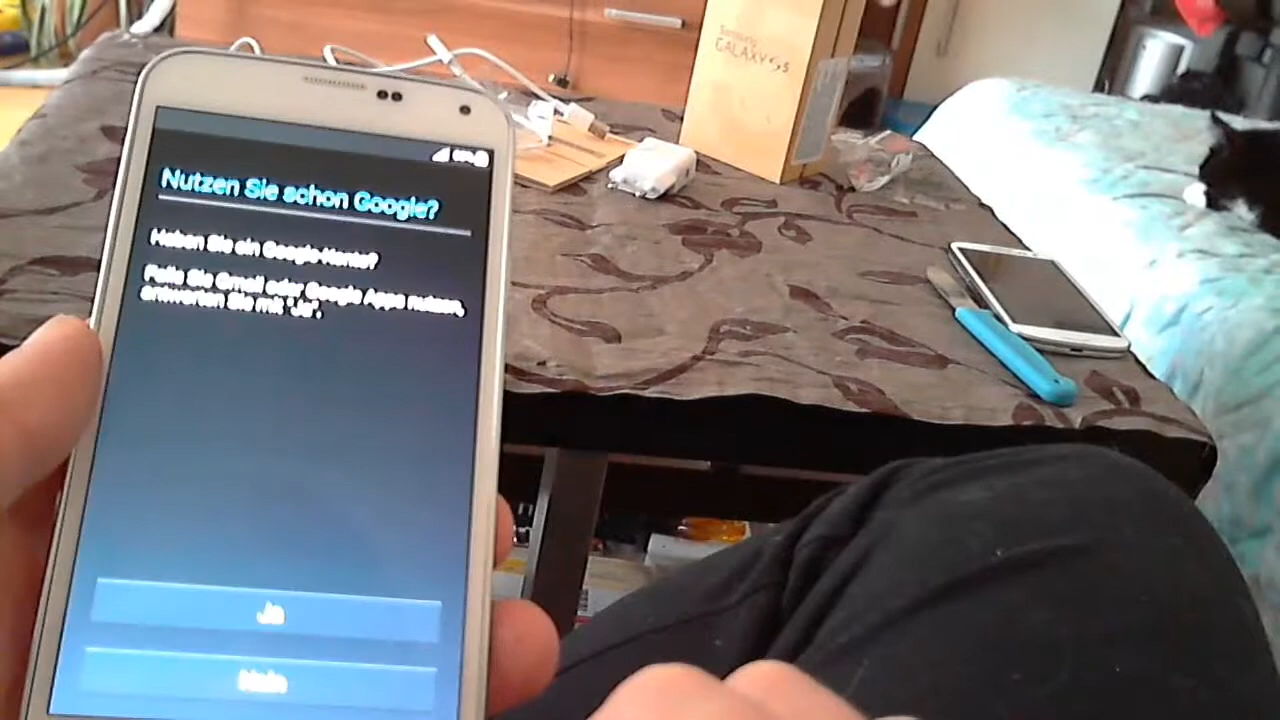 Samsung
GALAXY S5
Nutzen Sie schon Google?
Haben Sie ein Google-Konto?
Falls Sie Gmail oder Google Apps nutzen,
antworten Sie mit "Ja".
Ja
Nein